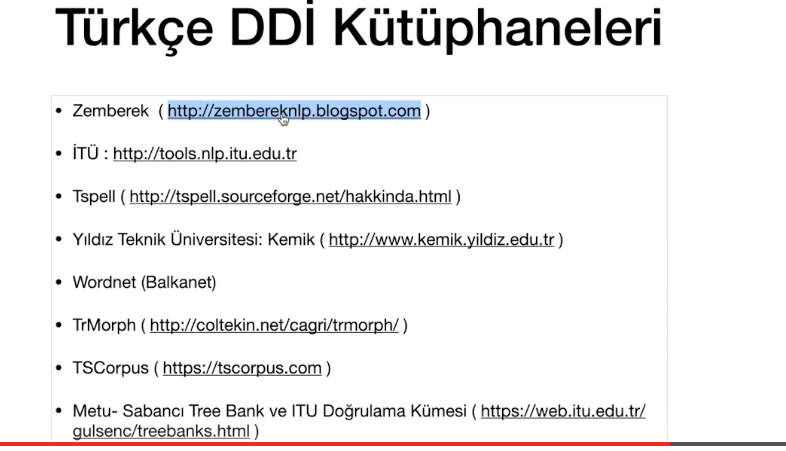 Türkçe DDİ Kütüphaneleri
• Zemberek ( http://zembereknlp.blogspot.com )
• İTÜ : http://tools.nlp.itu.edu.tr
• Tspell ( http://tspell.sourceforge.net/hakkinda.html )
• Yıldız Teknik Üniversitesi: Kemik ( http://www.kemik.yildiz.edu.tr )
• Wordnet (Balkanet)
• TrMorph ( http://coltekin.net/cagri/trmorph/ )
• TSCorpus ( https://tscorpus.com )
• Metu- Sabancı Tree Bank ve ITU Doğrulama Kümesi ( https://web.itu.edu.tr/
gulsenc/treebanks.html )